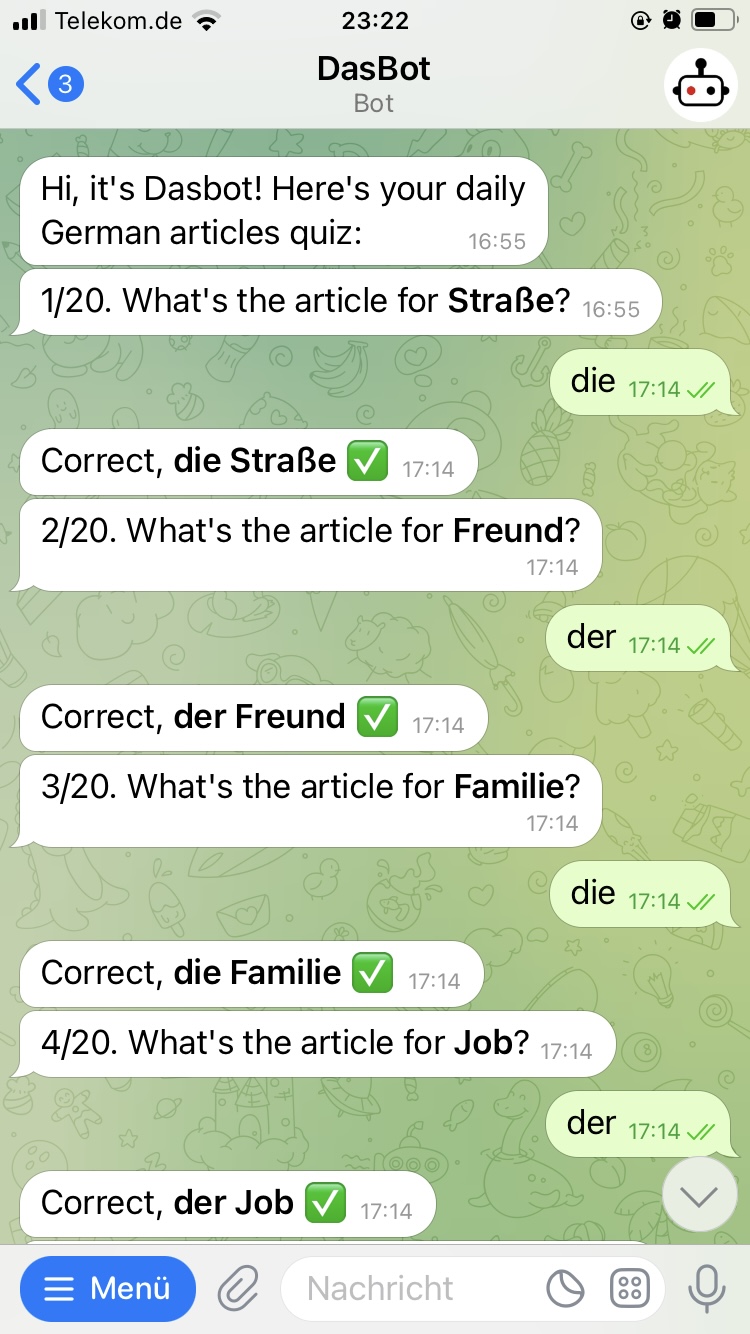 Telekom.de 23:22
3 DasBot
Bot
Hi, it's Dasbot! Here's your daily
German articles quiz: 16:55
1/20. What's the article for Straße? 16:55
die 17:14
Correct, die Straße ✅ 17:14
2/20. What's the article for Freund?
17:14
der 17:14
Correct, der Freund ✅ 17:14
3/20. What's the article for Familie?
17:14
die 17:14
Correct, die Familie ✅ 17:14
4/20. What's the article for Job? 17:14
der 17:14
Correct, der Job ✅ 17:14
Menü Nachricht